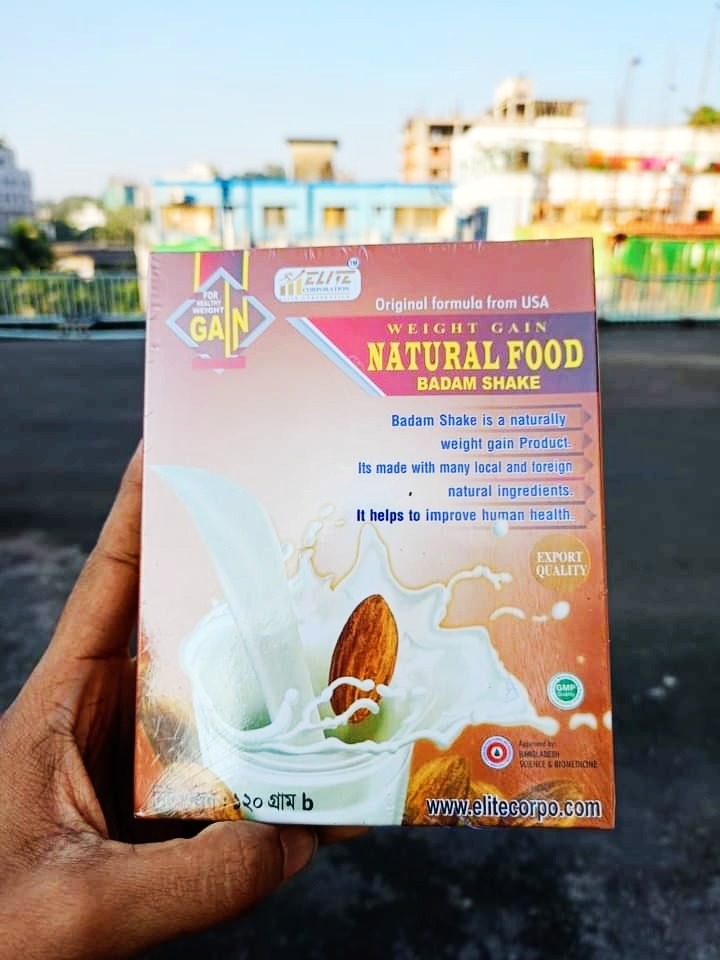 FOR
HEALTHY
WEIGHT
GAIN
ELITE
CORPORATION
TM
Original formula from USA
WEIGHT GAIN
NATURAL FOOD
BADAM SHAKE
Badam Shake is a naturally
weight gain Product.
Its made with many local and foreign
natural ingredients.
It helps to improve human health.
EXPORT
QUALITY
GMP
Quality
Approved by:
BANGLADESH
SCIENCE & BIOMEDICINE
: ১২০ গ্রাম b
www.elitecorpo.com